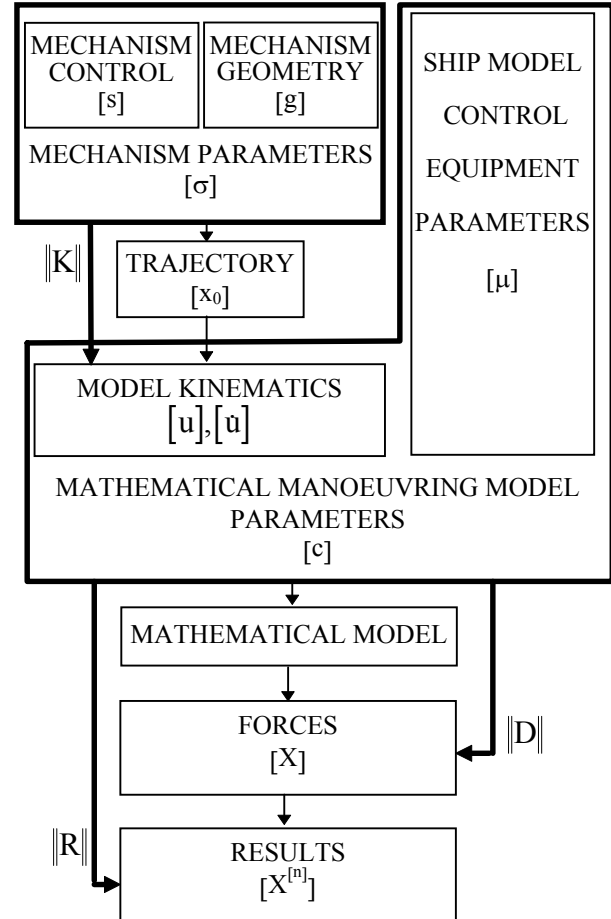 MECHANISM
CONTROL
[s]
MECHANISM
GEOMETRY
[g]
MECHANISM PARAMETERS
[σ]
SHIP MODEL
CONTROL
EQUIPMENT
PARAMETERS
[μ]
‖K‖
TRAJECTORY
[x₀]
MODEL KINEMATICS
[u],[u̇]
MATHEMATICAL MANOEUVRING MODEL
PARAMETERS
[c]
MATHEMATICAL MODEL
FORCES
[X]
‖D‖
‖R‖
RESULTS
[X^[n]]